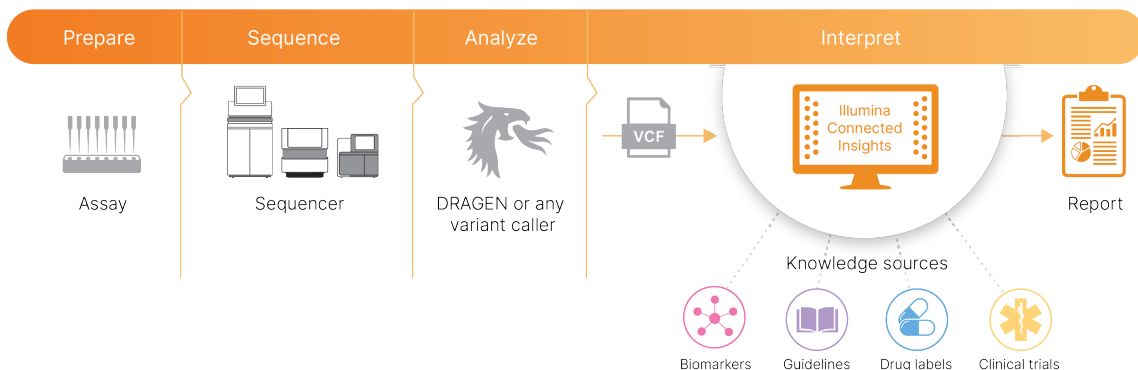 Prepare
Sequence
Analyze
Interpret
Assay
Sequencer
DRAGEN or any
variant caller
VCF
Illumina
Connected
Insights
Report
Knowledge sources
Biomarkers
Guidelines
Drug labels
Clinical trials